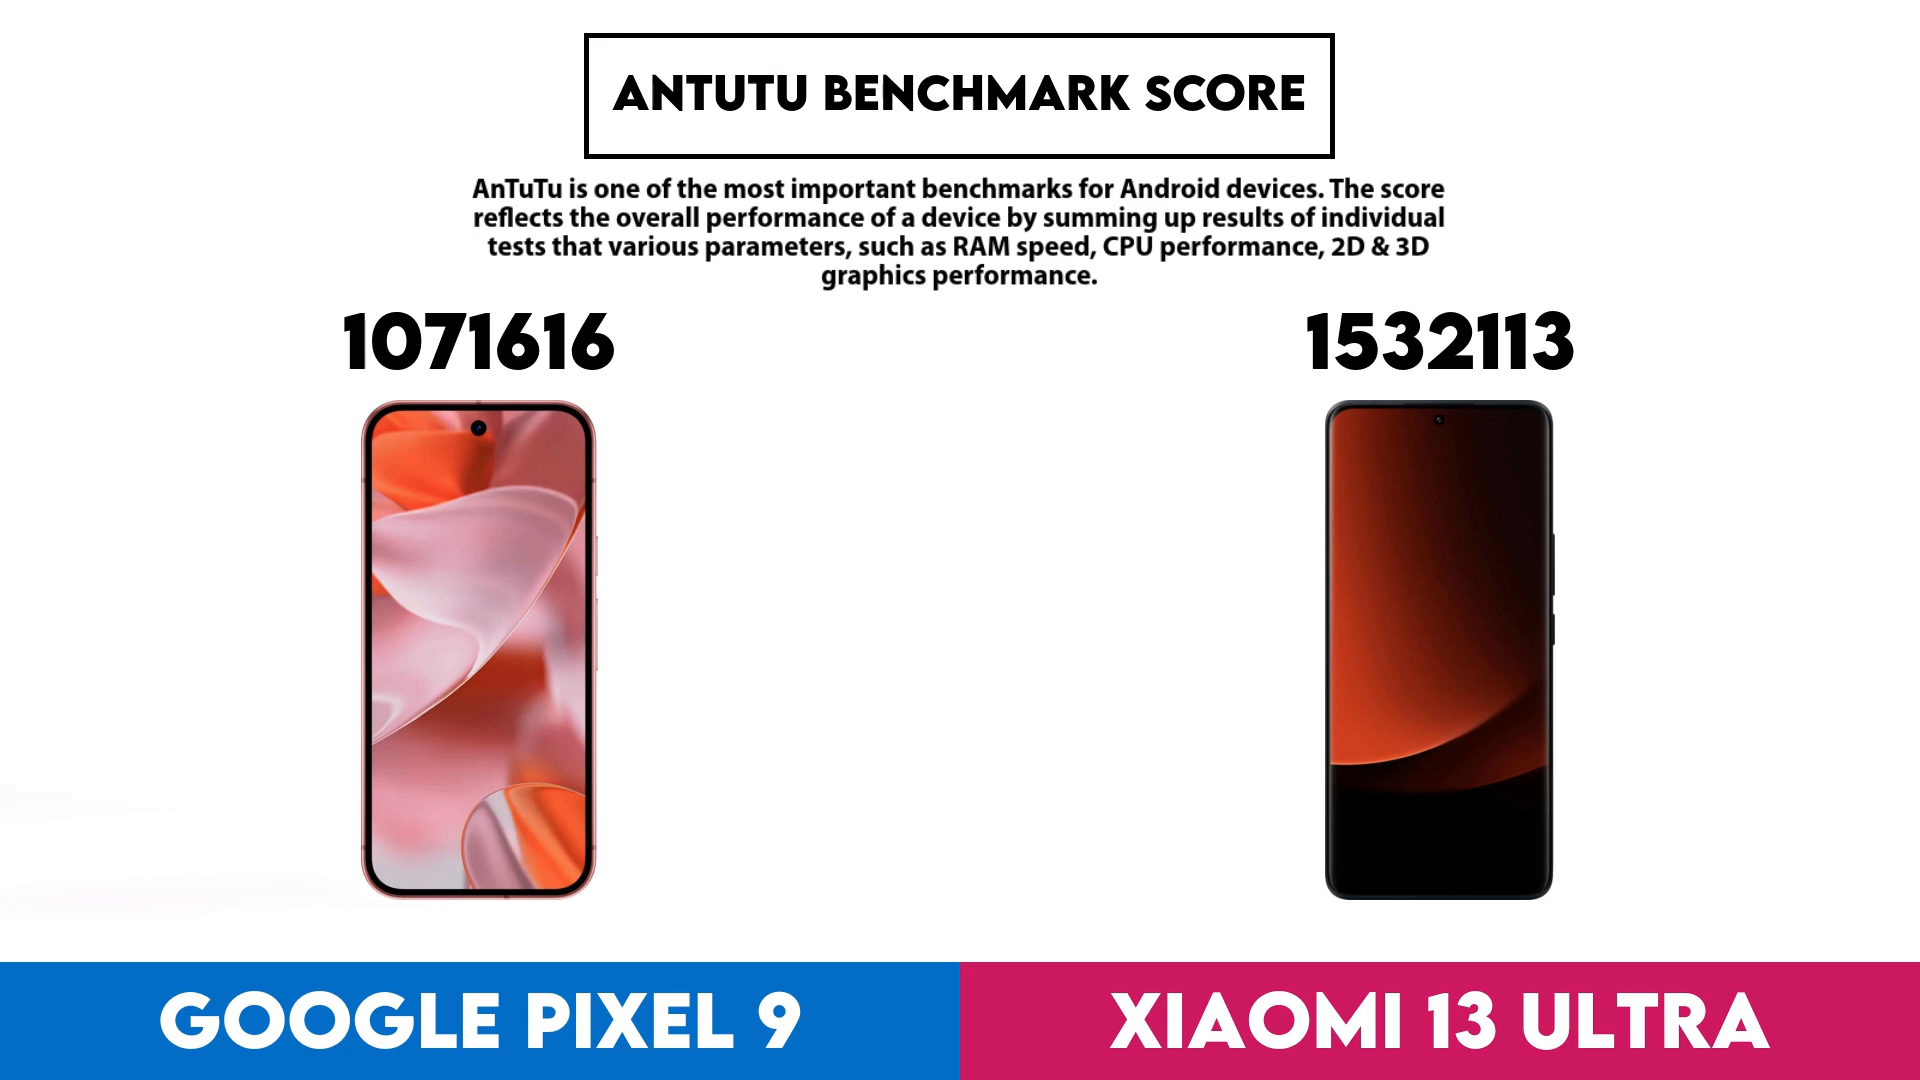 ANTUTU BENCHMARK SCORE
AnTuTu is one of the most important benchmarks for Android devices. The score
reflects the overall performance of a device by summing up results of individual
tests that various parameters, such as RAM speed, CPU performance, 2D & 3D
graphics performance.
1071616
1532113
GOOGLE PIXEL 9
XIAOMI 13 ULTRA